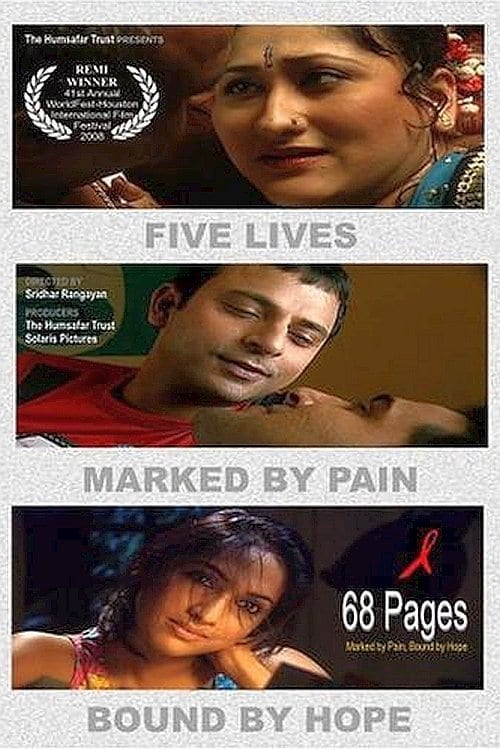 The Humsafar Trust PRESENTS
REMI
WINNER
41st Annual
WorldFest-Houston
International Film
Festival
2008
FIVE LIVES
DIRECTED BY
Sridhar Rangayan
PRODUCERS
The Humsafar Trust
Solaris Pictures
MARKED BY PAIN
68 Pages
Marked by Pain, Bound by Hope
BOUND BY HOPE